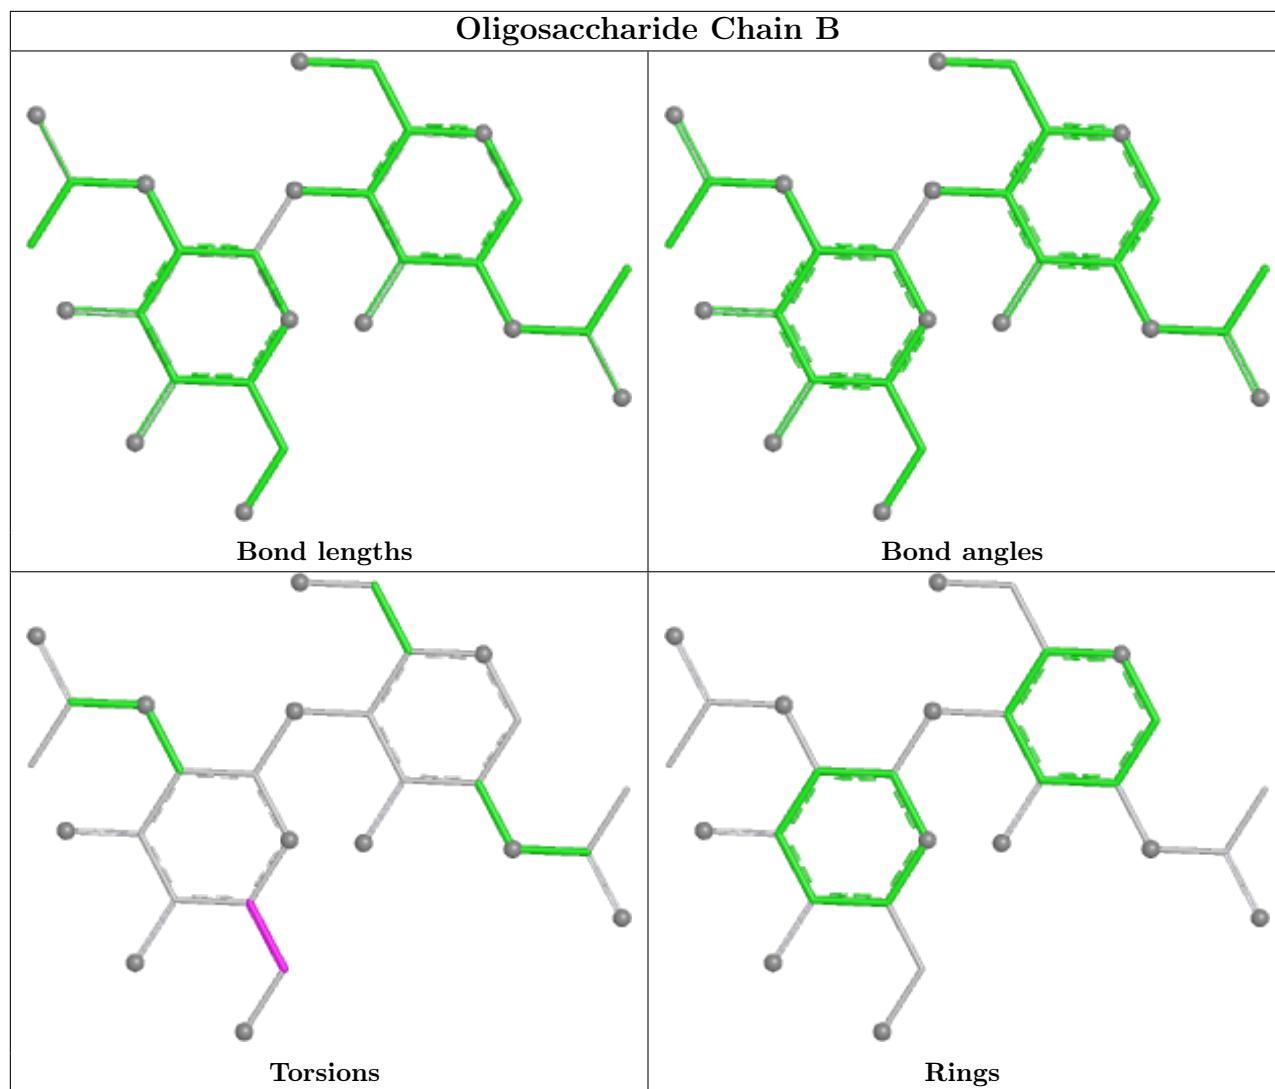 Oligosaccharide Chain B
Bond lengths
Bond angles
Torsions
Rings